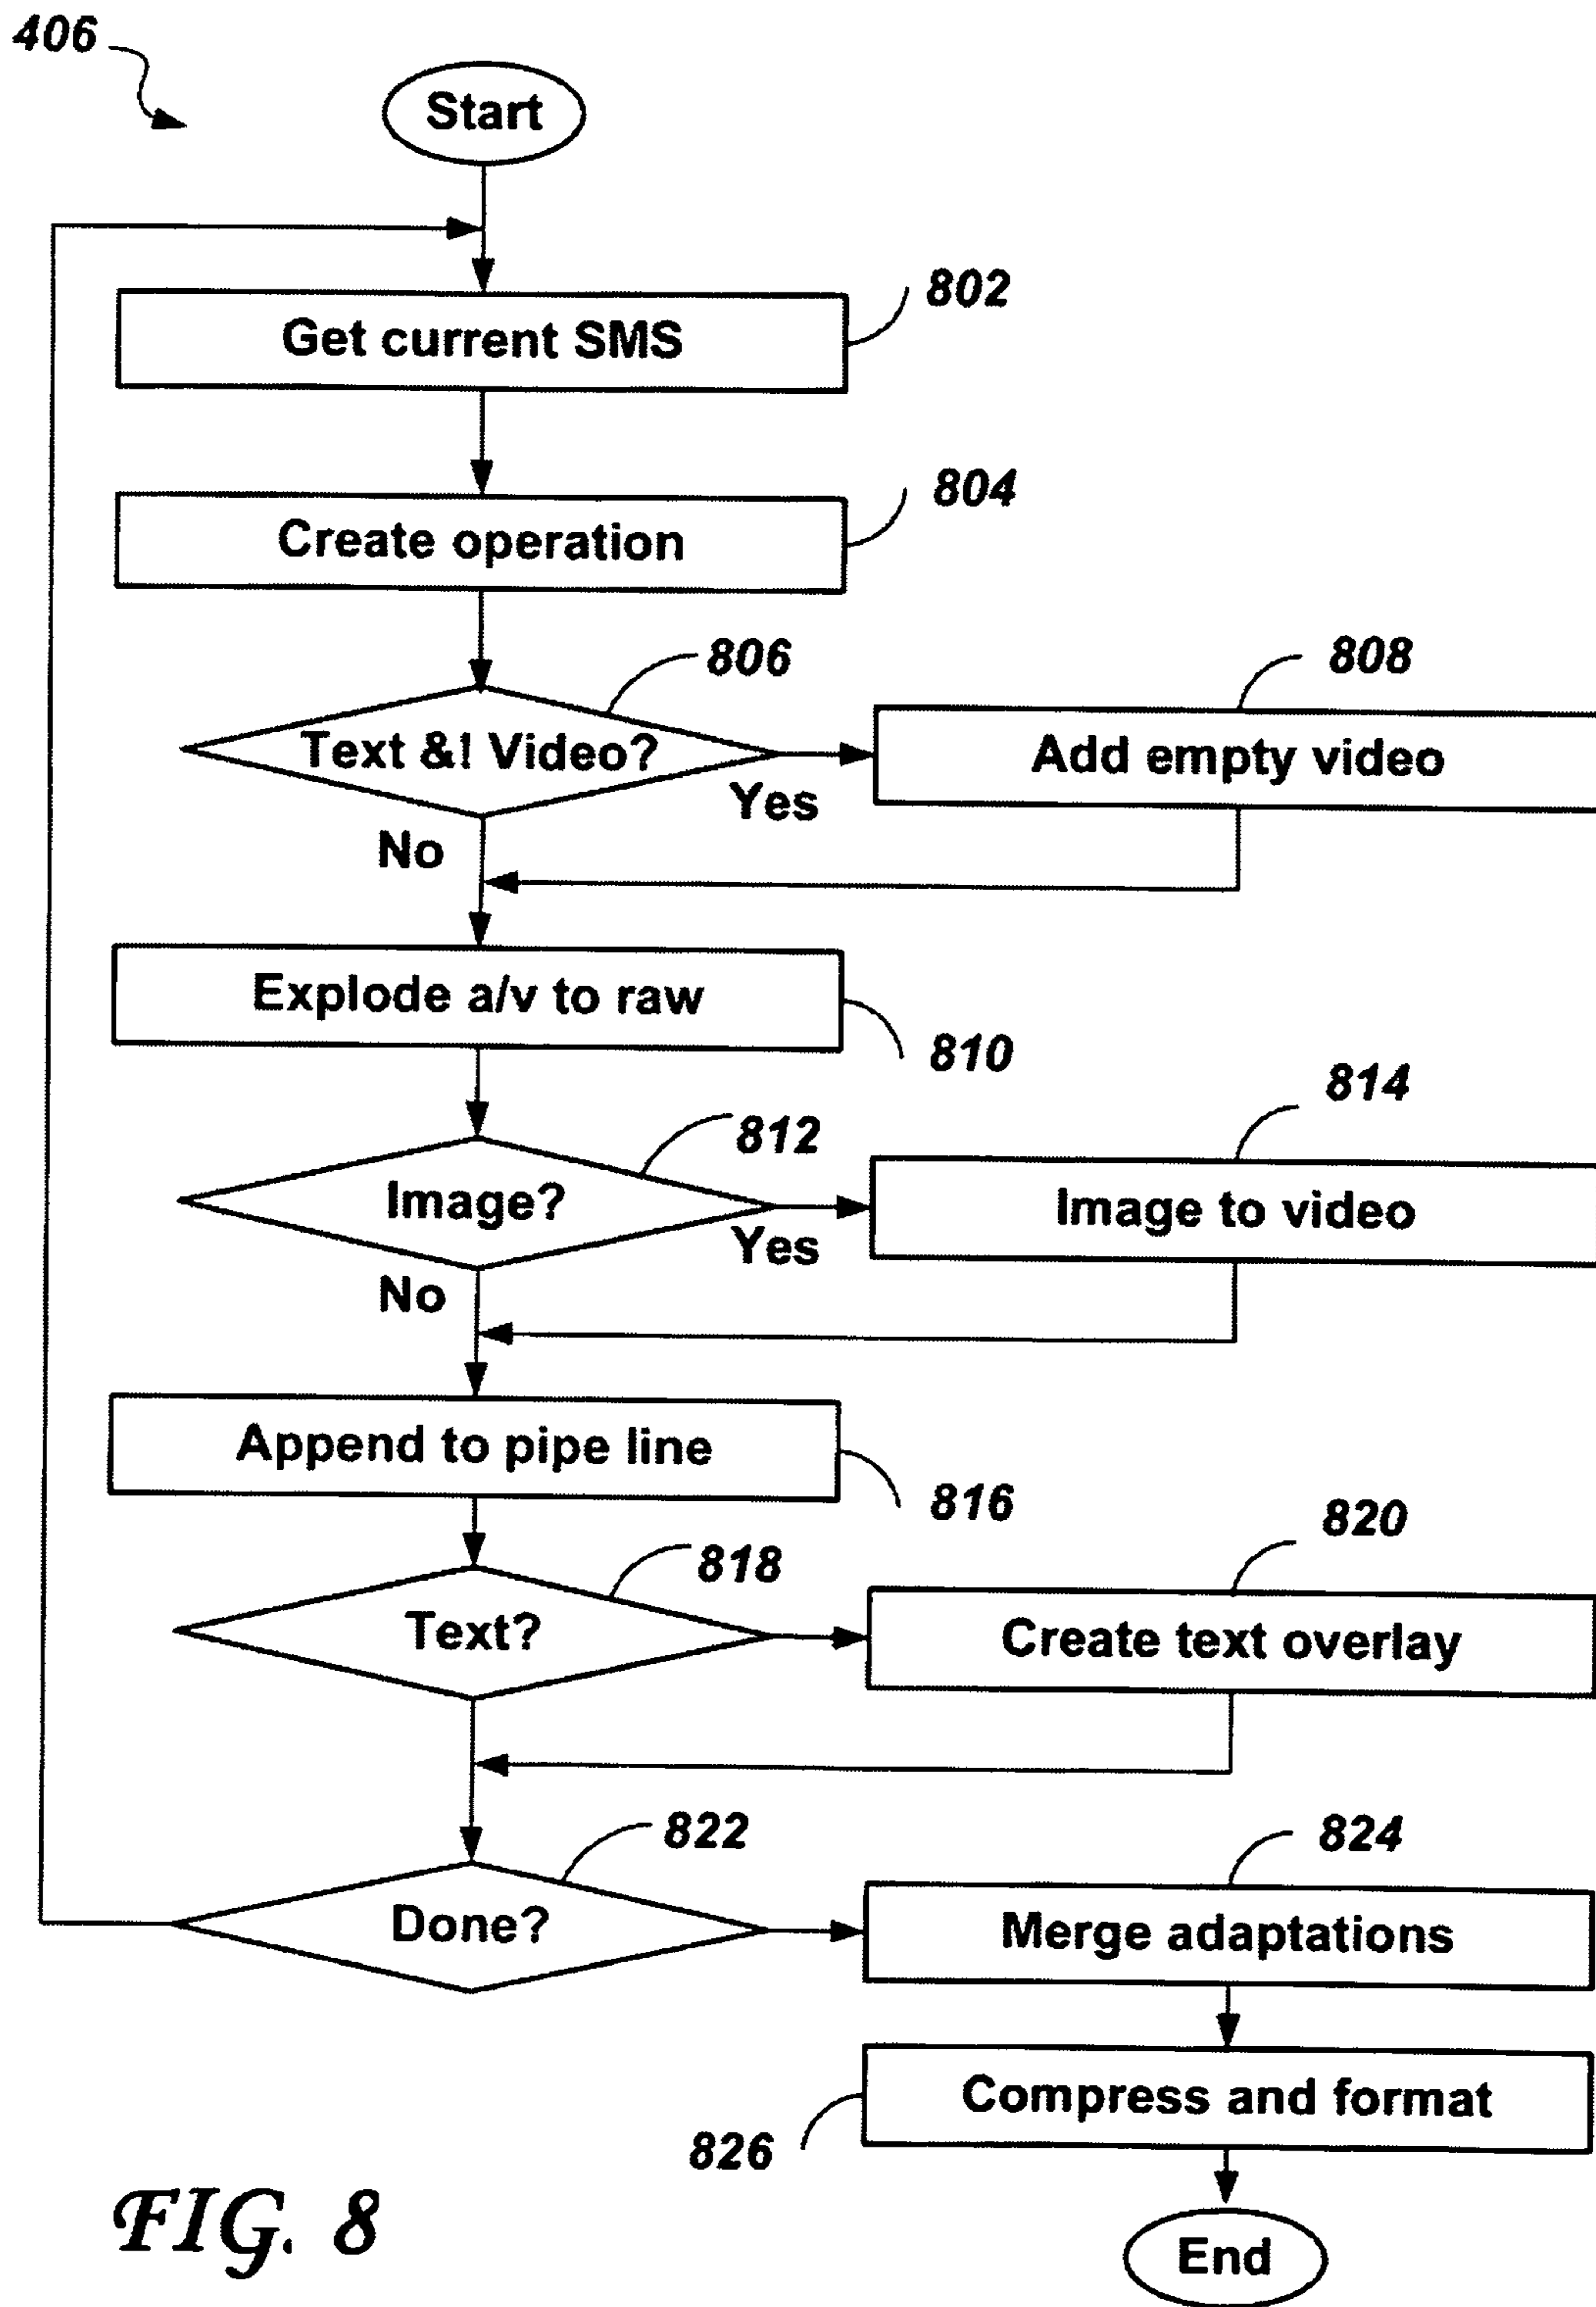 406
Start
802
Get current SMS
804
Create operation
806
808
Text &! Video?
Add empty video
Yes
No
Explode a/v to raw
810
814
812
Image?
Image to video
Yes
No
Append to pipe line
816
820
818
Text?
Create text overlay
822
824
Done?
Merge adaptations
Compress and format
826
FIG. 8
End